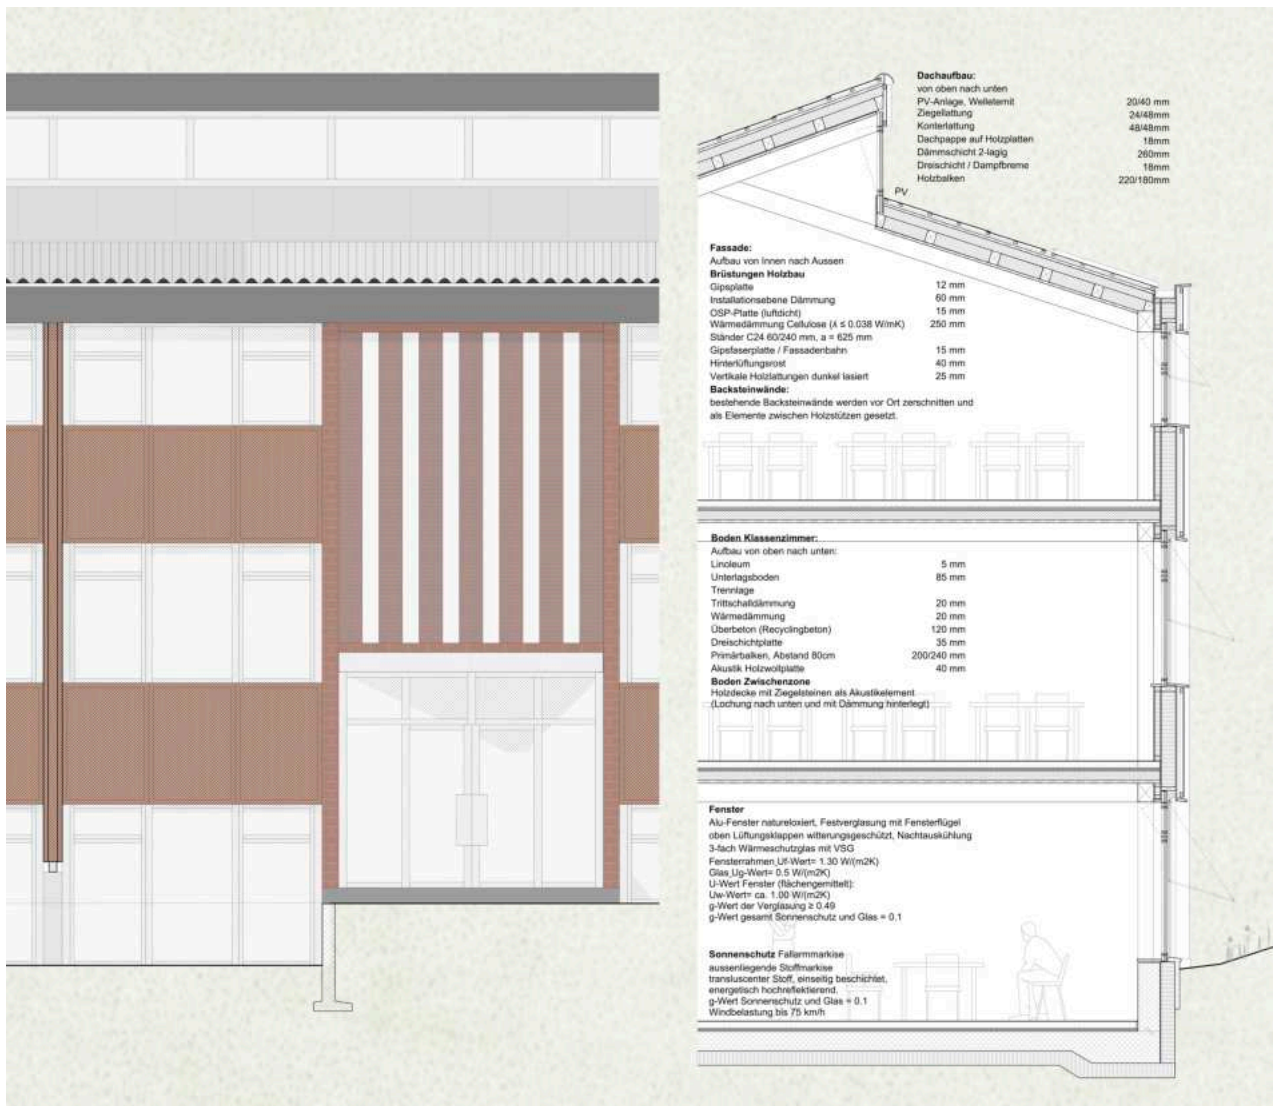 Dachaufbau:
von oben nach unten
PV-Anlage, Welleternit 20/40 mm
Ziegellattung 24/48mm
Konterlattung 48/48mm
Dachpappe auf Holzplatten 18mm
Dämmschicht 2-lagig 260mm
Dreischicht / Dampfbreme 18mm
Holzbalken 220/180mm
PV
Fassade:
Aufbau von Innen nach Aussen
Brüstungen Holzbau
Gipsplatte 12 mm
Installationsebene Dämmung 60 mm
OSP-Platte (luftdicht) 15 mm
Wärmedämmung Cellulose (λ ≤ 0.038 W/mK) 250 mm
Ständer C24 60/240 mm, a = 625 mm
Gipsfaserplatte / Fassadenbahn 15 mm
Hinterlüftungsrost 40 mm
Vertikale Holzlattungen dunkel lasiert 25 mm
Backsteinwände:
bestehende Backsteinwände werden vor Ort zerschnitten und
als Elemente zwischen Holzstützen gesetzt.
Boden Klassenzimmer:
Aufbau von oben nach unten:
Linoleum 5 mm
Unterlagsboden 85 mm
Trennlage
Trittschalldämmung 20 mm
Wärmedämmung 20 mm
Überbeton (Recyclingbeton) 120 mm
Dreischichtplatte 35 mm
Primärbalken, Abstand 80cm 200/240 mm
Akustik Holzwollplatte 40 mm
Boden Zwischenzone
Holzdecke mit Ziegelsteinen als Akustikelement
(Lochung nach unten und mit Dämmung hinterlegt)
Fenster
Alu-Fenster natureloxiert, Festverglasung mit Fensterflügel
oben Lüftungsklappen witterungsgeschützt, Nachtauskühlung
3-fach Wärmeschutzglas mit VSG
Fensterrahmen Uf-Wert= 1.30 W/(m2K)
Glas Ug-Wert= 0.5 W/(m2K)
U-Wert Fenster (flächengemittelt):
Uw-Wert= ca. 1.00 W/(m2K)
g-Wert der Verglasung ≥ 0.49
g-Wert gesamt Sonnenschutz und Glas = 0.1
Sonnenschutz Fallarmmarkise
aussenliegende Stoffmarkise
transluscenter Stoff, einseitig beschichtet,
energetisch hochreflektierend.
g-Wert Sonnenschutz und Glas = 0.1
Windbelastung bis 75 km/h